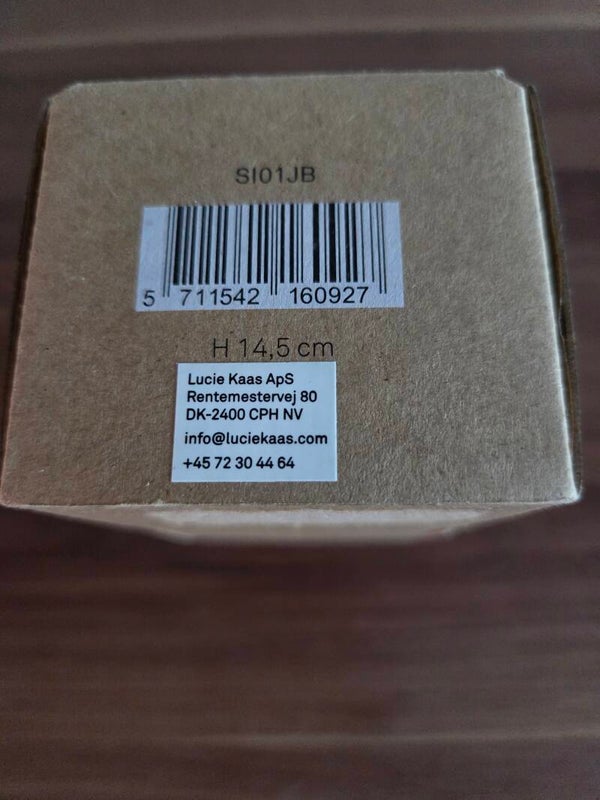 SI01JB
5 711542 160927
H 14,5 cm
Lucie Kaas ApS
Rentemestervej 80
DK-2400 CPH NV
info@luciekaas.com
+45 72 30 44 64